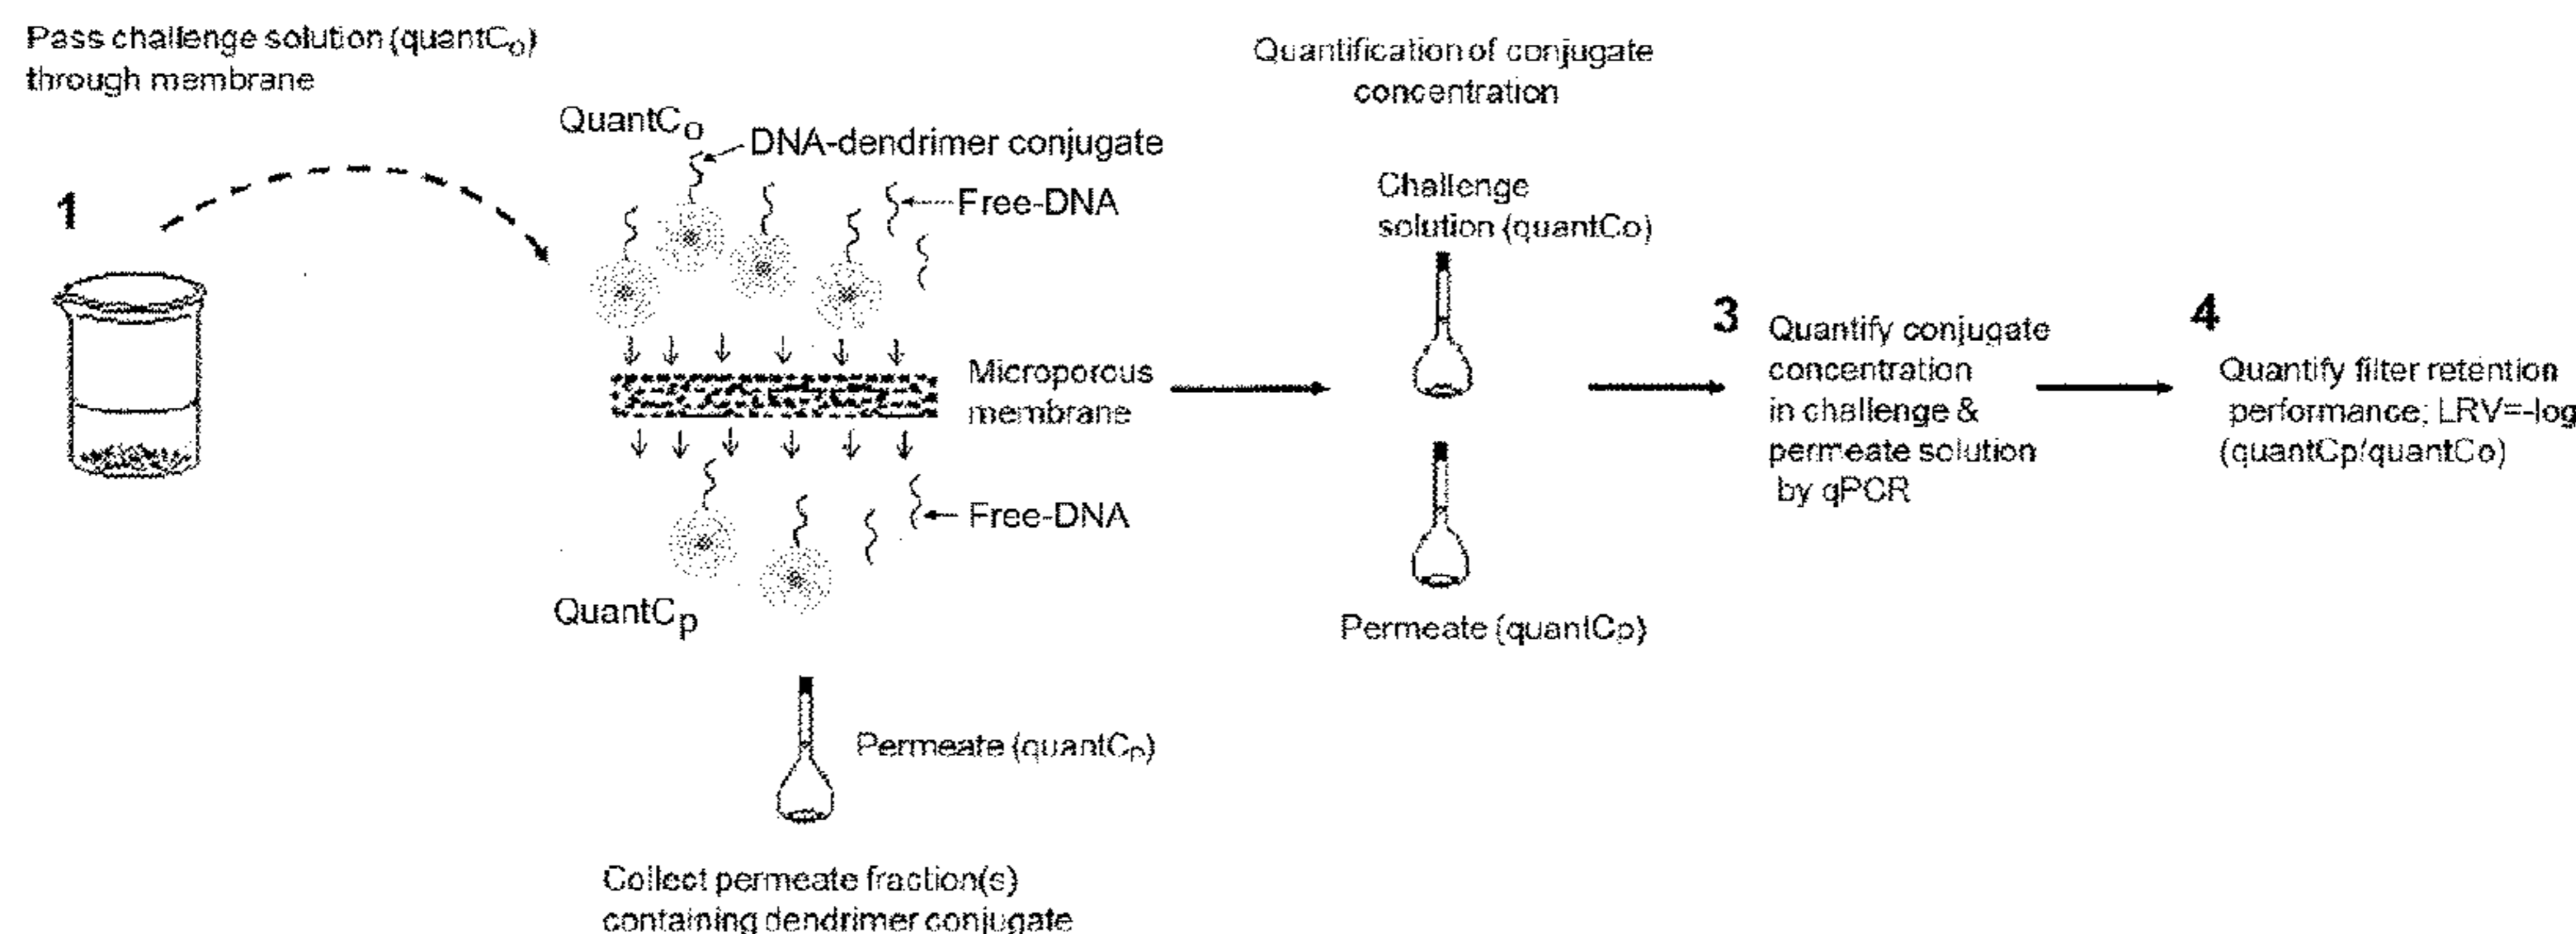 Pass challenge solution (quantCo)
through membrane
1
QuantCo
DNA-dendrimer conjugate
Free-DNA
Microporous
membrane
Free-DNA
QuantCp
Permeate (quantCp)
Collect permeate fraction(s)
containing dendrimer conjugate
Quantification of conjugate
concentration
Challenge
solution (quantCo)
Permeate (quantCp)
3
Quantify conjugate
concentration
in challenge &
permeate solution
by qPCR
4
Quantify filter retention
performance; LRV=-log
(quantCp/quantCo)